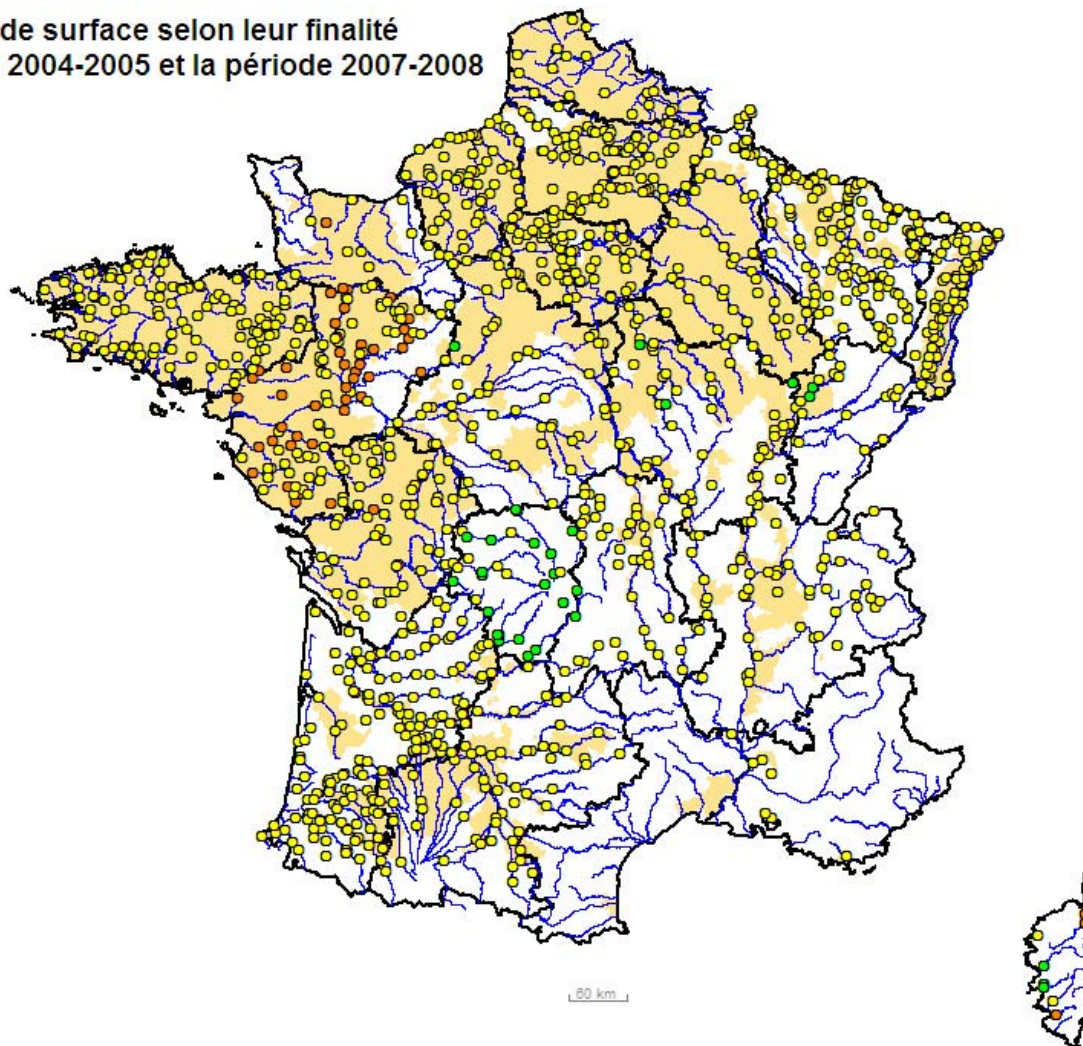 de surface selon leur finalité
2004-2005 et la période 2007-2008
60 km